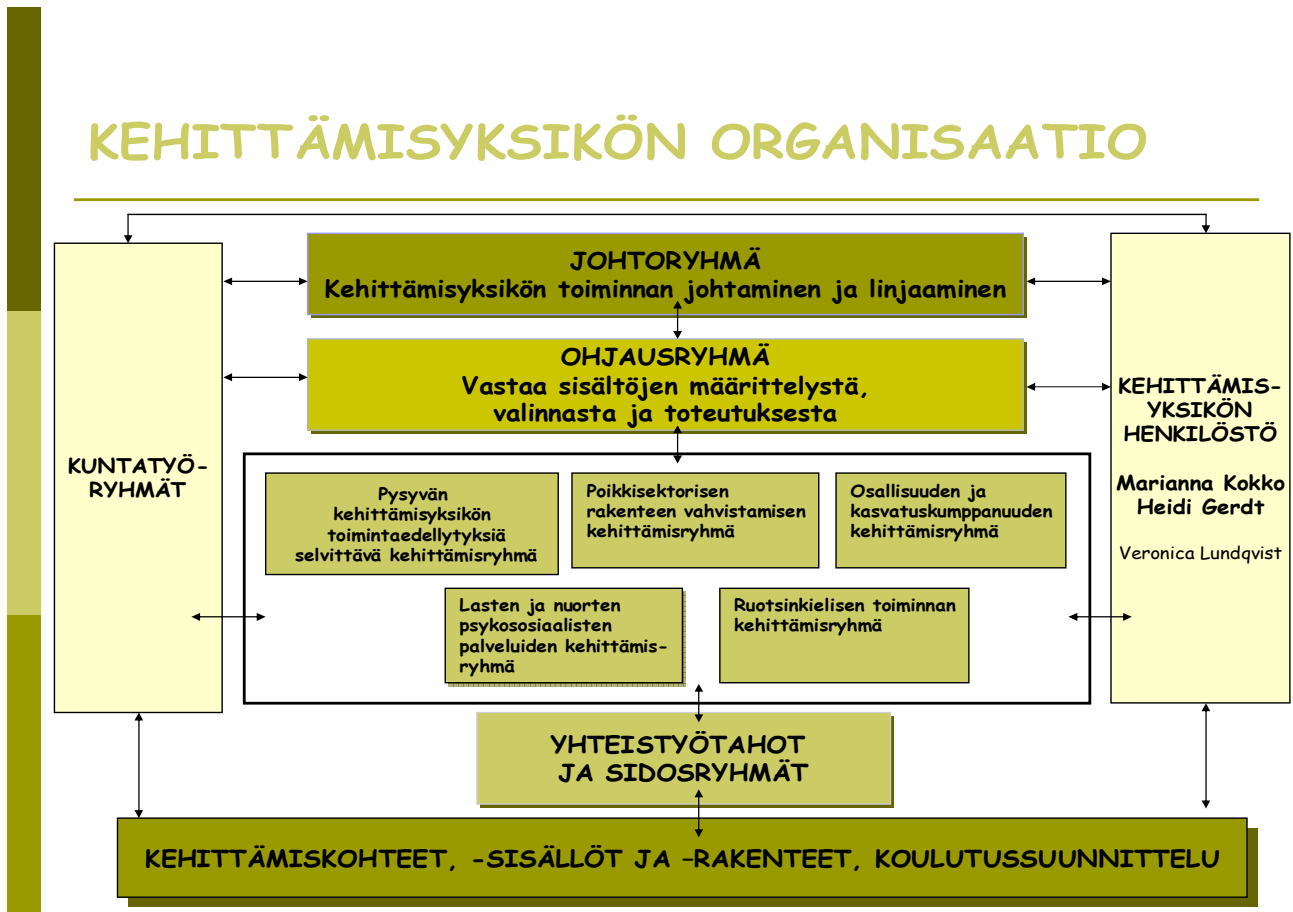 KEHITTÄMISYKSIKÖN ORGANISAATIO
JOHTORYHMÄ
Kehittämisyksikön toiminnan johtaminen ja linjaaminen
OHJAUSRYHMÄ
Vastaa sisältöjen määrittelystä,
valinnasta ja toteutuksesta
KUNTATYÖ-
RYHMÄT
KEHITTÄMIS-
YKSIKÖN
HENKILÖSTÖ
Marianna Kokko
Heidi Gerdt
Veronica Lundqvist
Pysyvän
kehittämisyksikön
toimintaedellytyksiä
selvittävä kehittämisryhmä
Poikkisektorisen
rakenteen vahvistamisen
kehittämisryhmä
Osallisuuden ja
kasvatuskumppanuuden
kehittämisryhmä
Lasten ja nuorten
psykososiaalisten
palveluiden kehittämis-
ryhmä
Ruotsinkielisen toiminnan
kehittämisryhmä
YHTEISTYÖTAHOT
JA SIDOSRYHMÄT
KEHITTÄMISKOHTEET, -SISÄLLÖT JA –RAKENTEET, KOULUTUSSUUNNITTELU